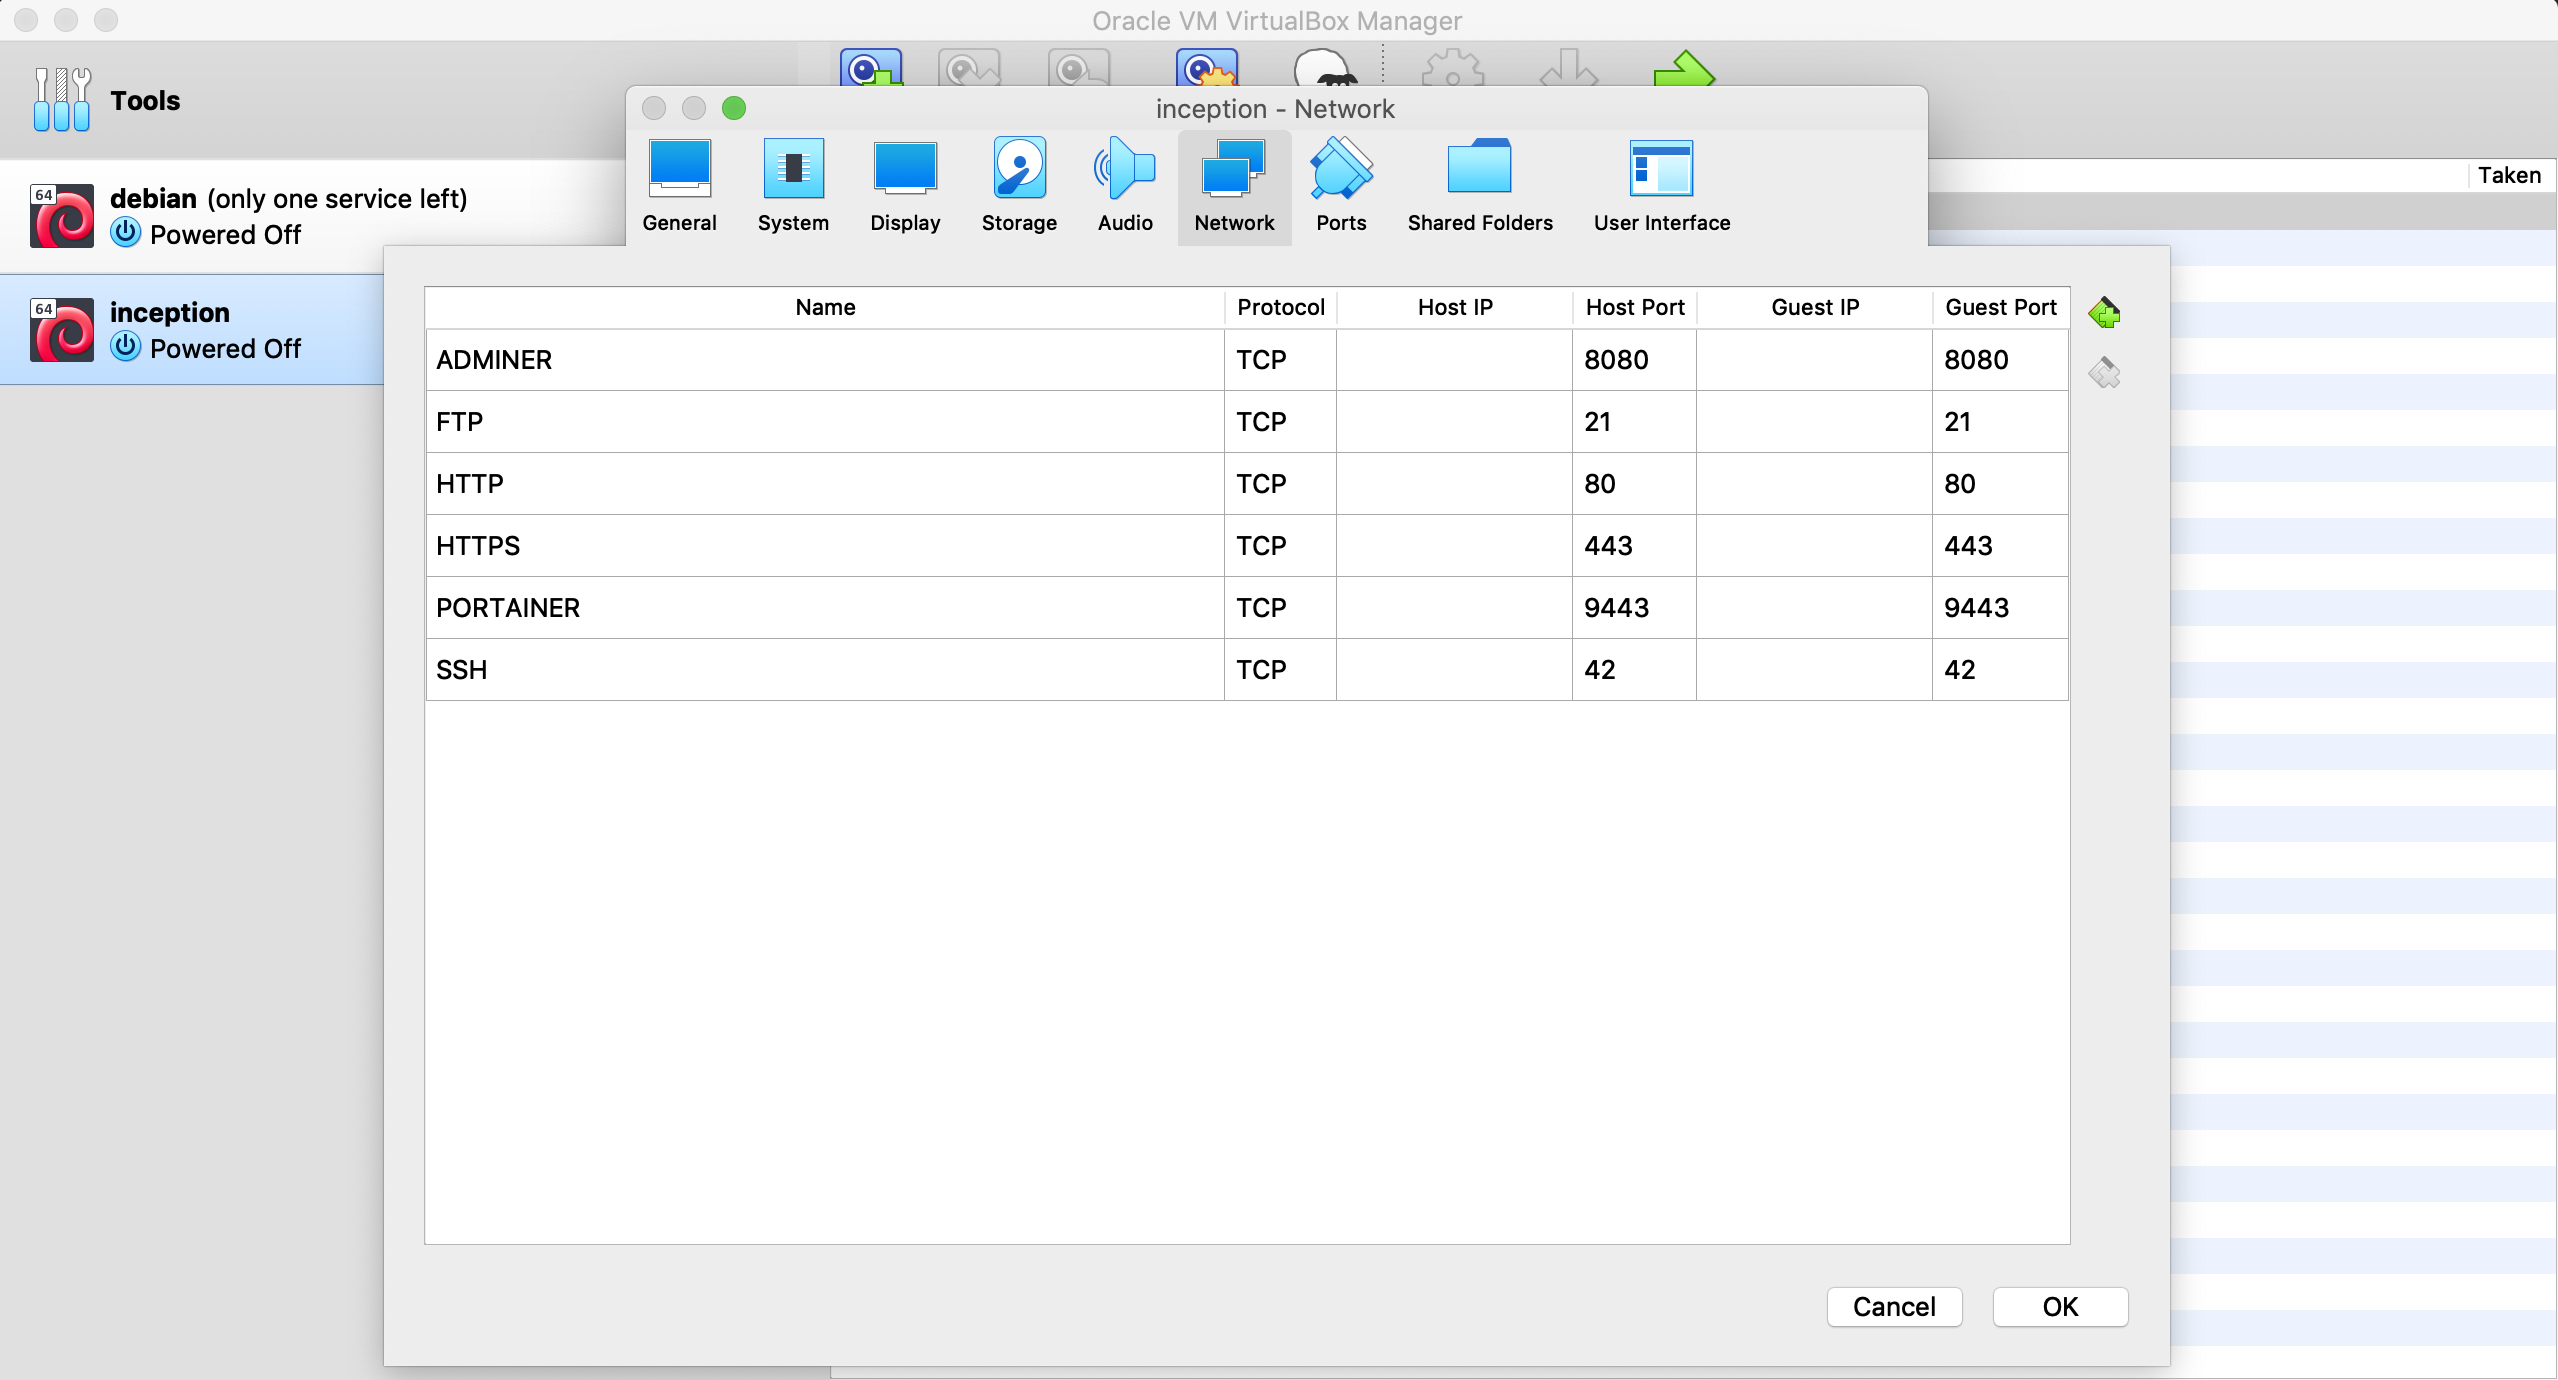 Oracle VM VirtualBox Manager
Tools
inception - Network
General System Display Storage Audio Network Ports Shared Folders User Interface
Taken
64
debian (only one service left)
Powered Off
64
inception
Powered Off
Name Protocol Host IP Host Port Guest IP Guest Port
ADMINER TCP 8080 8080
FTP TCP 21 21
HTTP TCP 80 80
HTTPS TCP 443 443
PORTAINER TCP 9443 9443
SSH TCP 42 42
Cancel OK